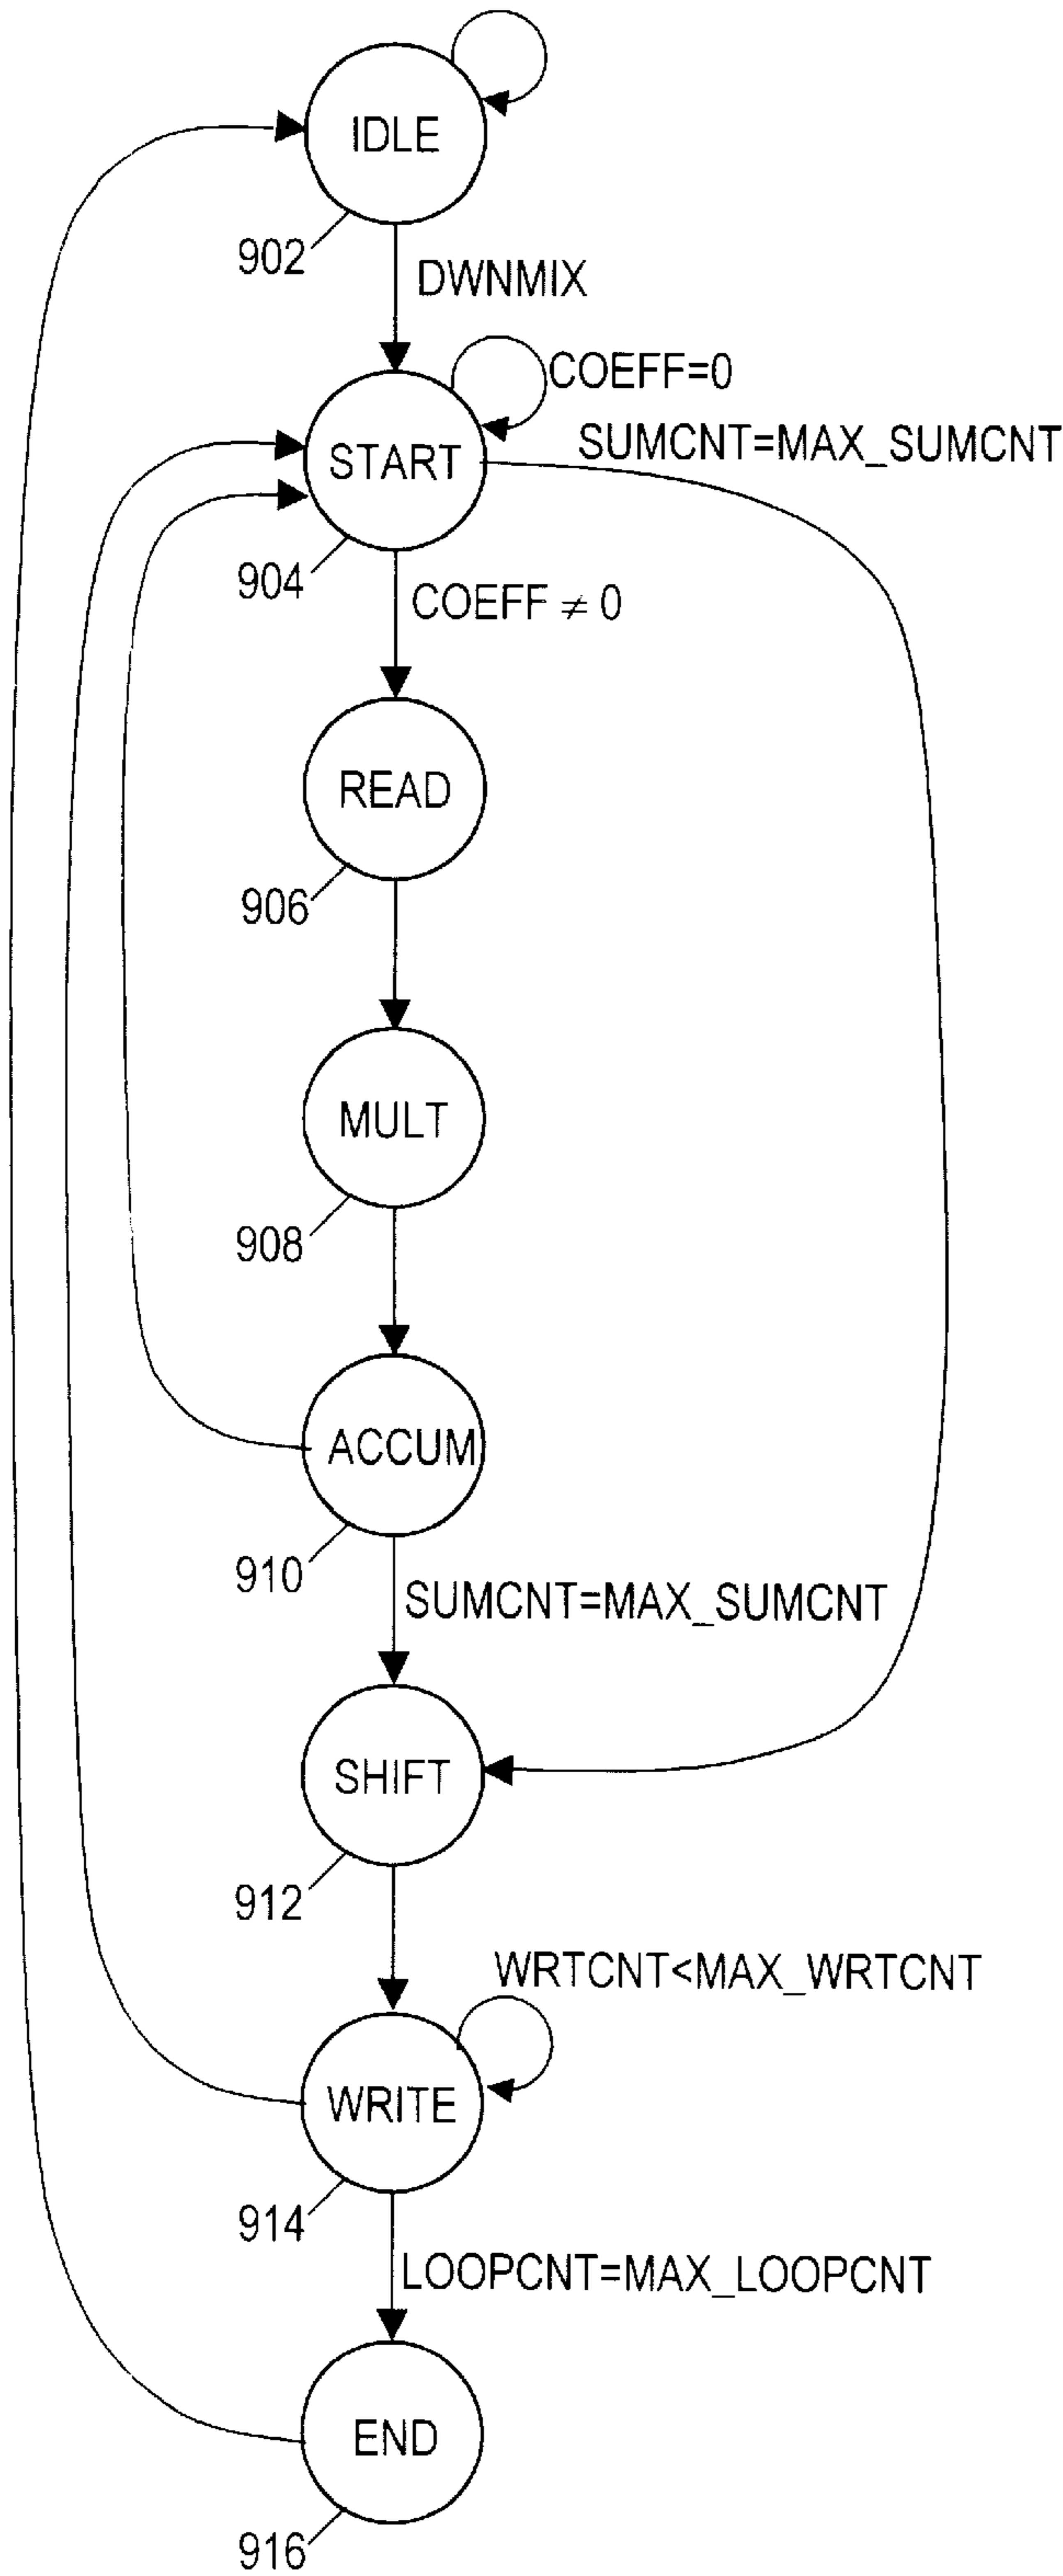 IDLE
902
DWNMIX
COEFF=0
SUMCNT=MAX_SUMCNT
START
904
COEFF ≠ 0
READ
906
MULT
908
ACCUM
910
SUMCNT=MAX_SUMCNT
SHIFT
912
WRTCNT<MAX_WRTCNT
WRITE
914
LOOPCNT=MAX_LOOPCNT
END
916